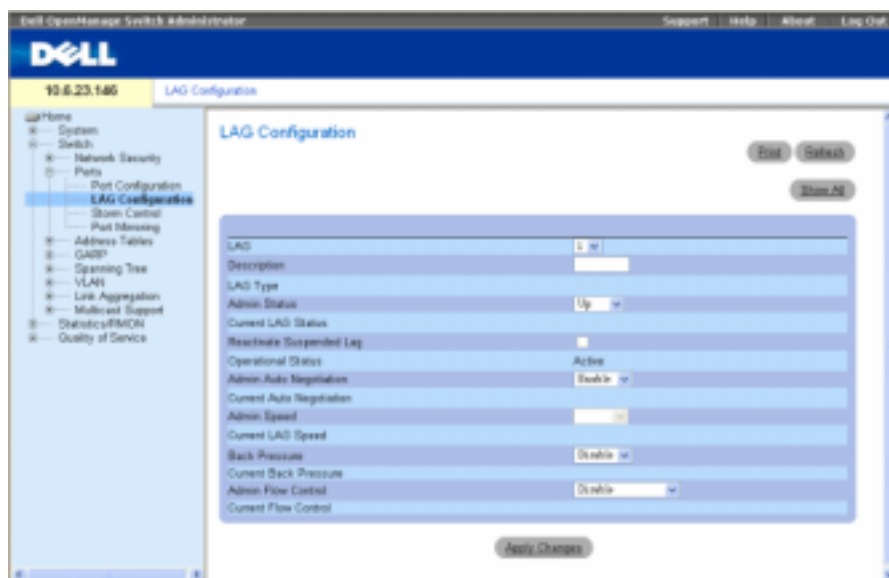 Dell OpenManage Switch Administrator Support Help About Log Out
DELL
10.6.23.146 LAG Configuration
Home
System
Switch
Network Security
Ports
Port Configuration
LAG Configuration
Storm Control
Port Mirroring
Address Tables
GARP
Spanning Tree
VLAN
Link Aggregation
Multicast Support
Statistics/RMON
Quality of Service
LAG Configuration
Print Refresh
Show All
LAG 1
Description
LAG Type
Admin Status Up
Current LAG Status
Reactivate Suspended Lag
Operational Status Active
Admin Auto Negotiation Enable
Current Auto Negotiation
Admin Speed
Current LAG Speed
Back Pressure Disable
Current Back Pressure
Admin Flow Control Disable
Current Flow Control
Apply Changes